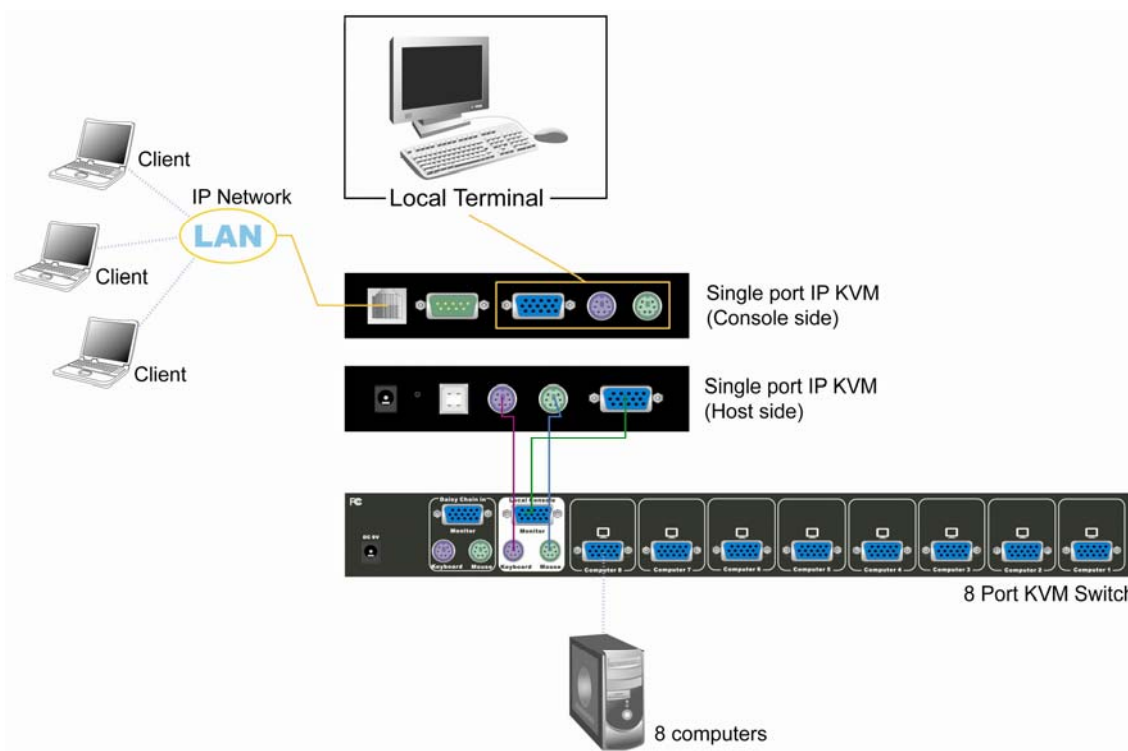 Client
IP Network
LAN
Client
Client
Local Terminal
Single port IP KVM
(Console side)
Single port IP KVM
(Host side)
Daisy Chain In
Local Console
DC 9V
Monitor
Monitor
Keyboard
Mouse
Keyboard
Mouse
Computer 8
Computer 7
Computer 6
Computer 5
Computer 4
Computer 3
Computer 2
Computer 1
8 Port KVM Switch
8 computers